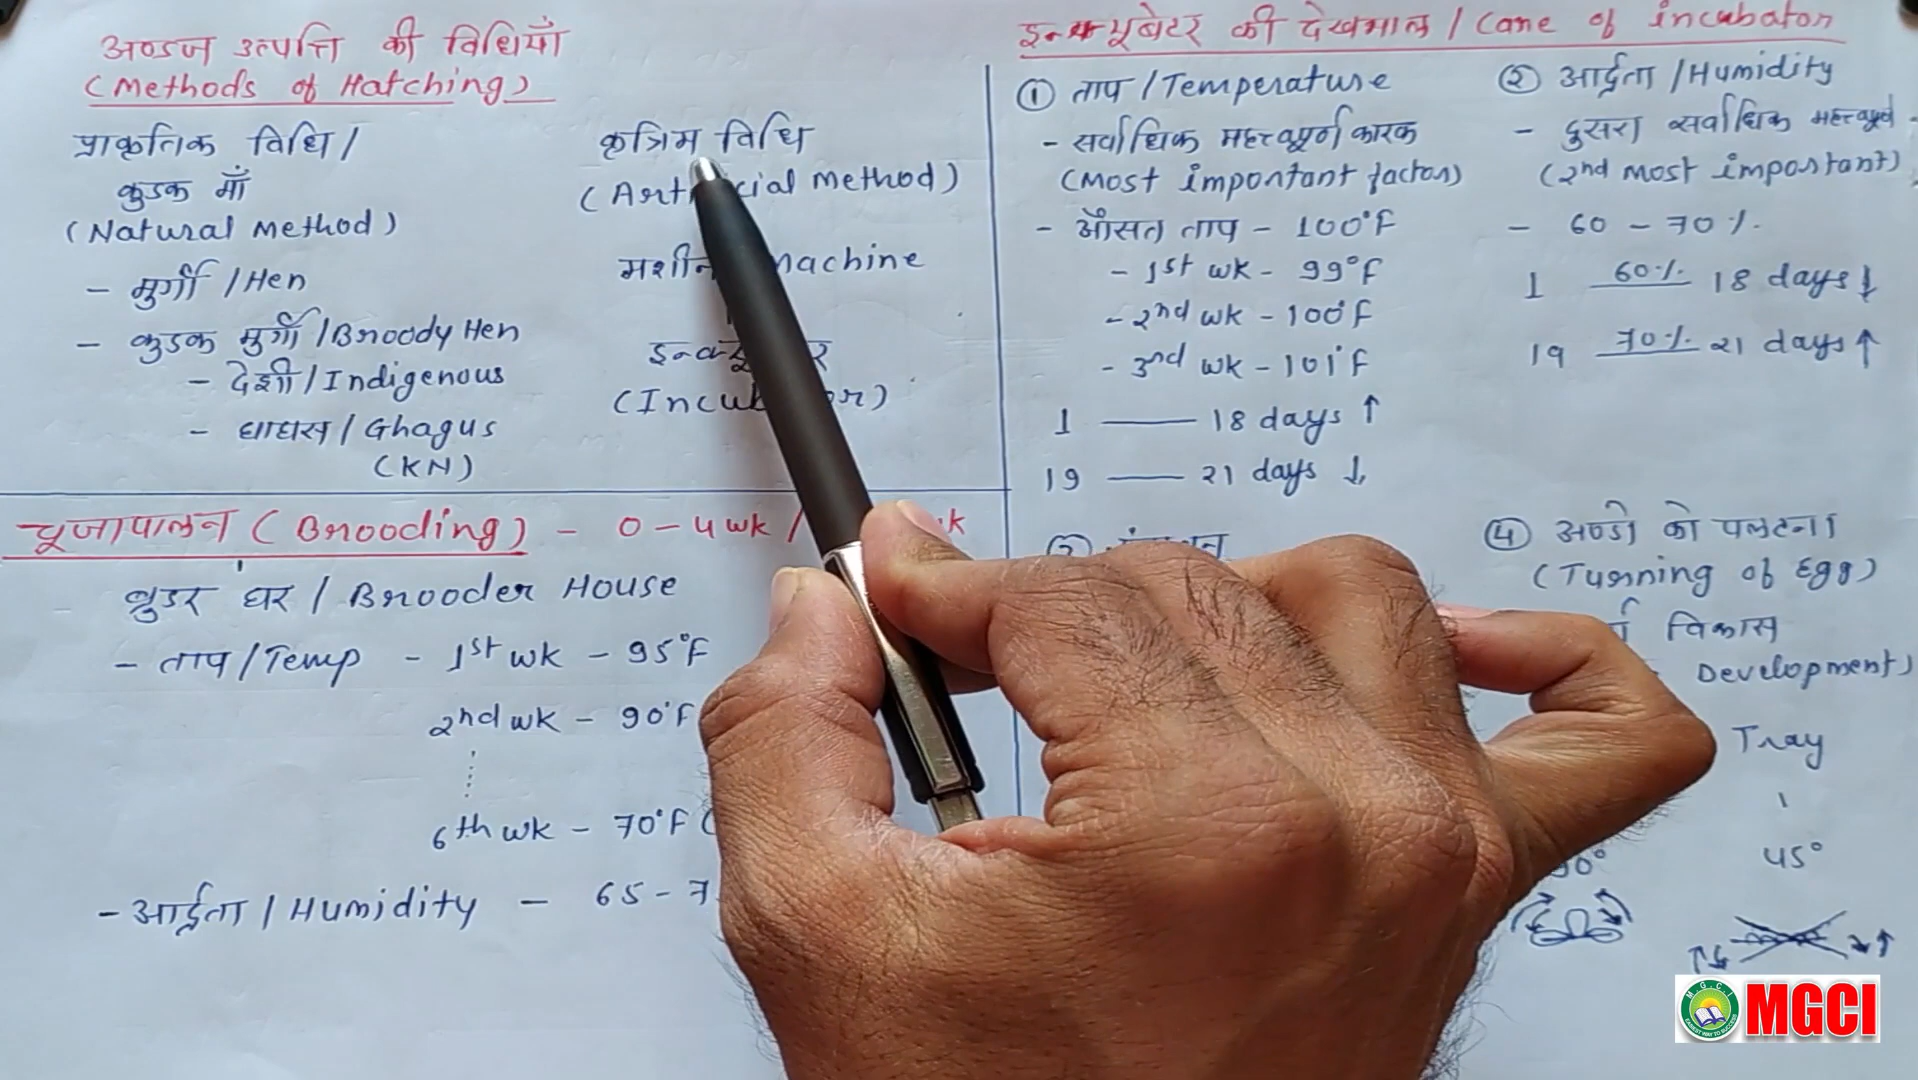 अण्डज उत्पत्ति की विधियाँ
(Methods of Hatching)
प्राकृतिक विधि /
कुडक माँ
(Natural method)
- मुर्गी / Hen
- कुडक मुर्गी / Broody Hen
- देशी / Indigenous
- घाघस / Ghagus
(KN)
कृत्रिम विधि
method)
machine
इन्क्यूबेटर की देखभाल / Care of incubator
① ताप / Temperature
- सर्वाधिक महत्त्वपूर्ण कारक
(Most important factor)
- औसत ताप - 100°F
- 1st wk - 99°F
- 2nd wk - 100°F
- 3rd wk - 101°F
1 —— 18 days ↑
19 —— 21 days ↓
② आर्द्रता / Humidity
- दुसरा सर्वाधिक महत्त्वपूर्ण
(2nd most important)
- 60 - 70 %.
1 60%. 18 days ↓
19 70%. 21 days ↑
④ अण्डो को पलटना
(Turning of Egg)
विकास
Development)
Tray
45°
चूजापालन (Brooding) - 0 - 4 wk /
ब्रुडर घर / Brooder House
- ताप / Temp - 1st wk - 95°F
2nd wk - 90°F
6th wk - 70°F (
- आर्द्रता / Humidity - 65 - 7
M.G.C.I
MGCI